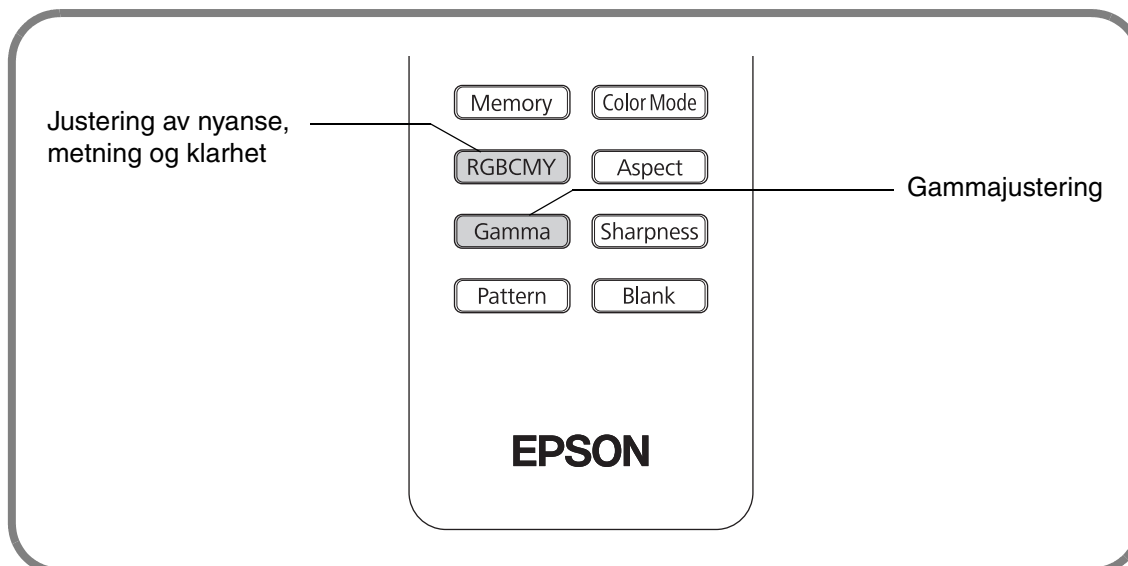 Justering av nyanse,
metning og klarhet
Memory
Color Mode
RGBCMY
Aspect
Gammajustering
Gamma
Sharpness
Pattern
Blank
EPSON